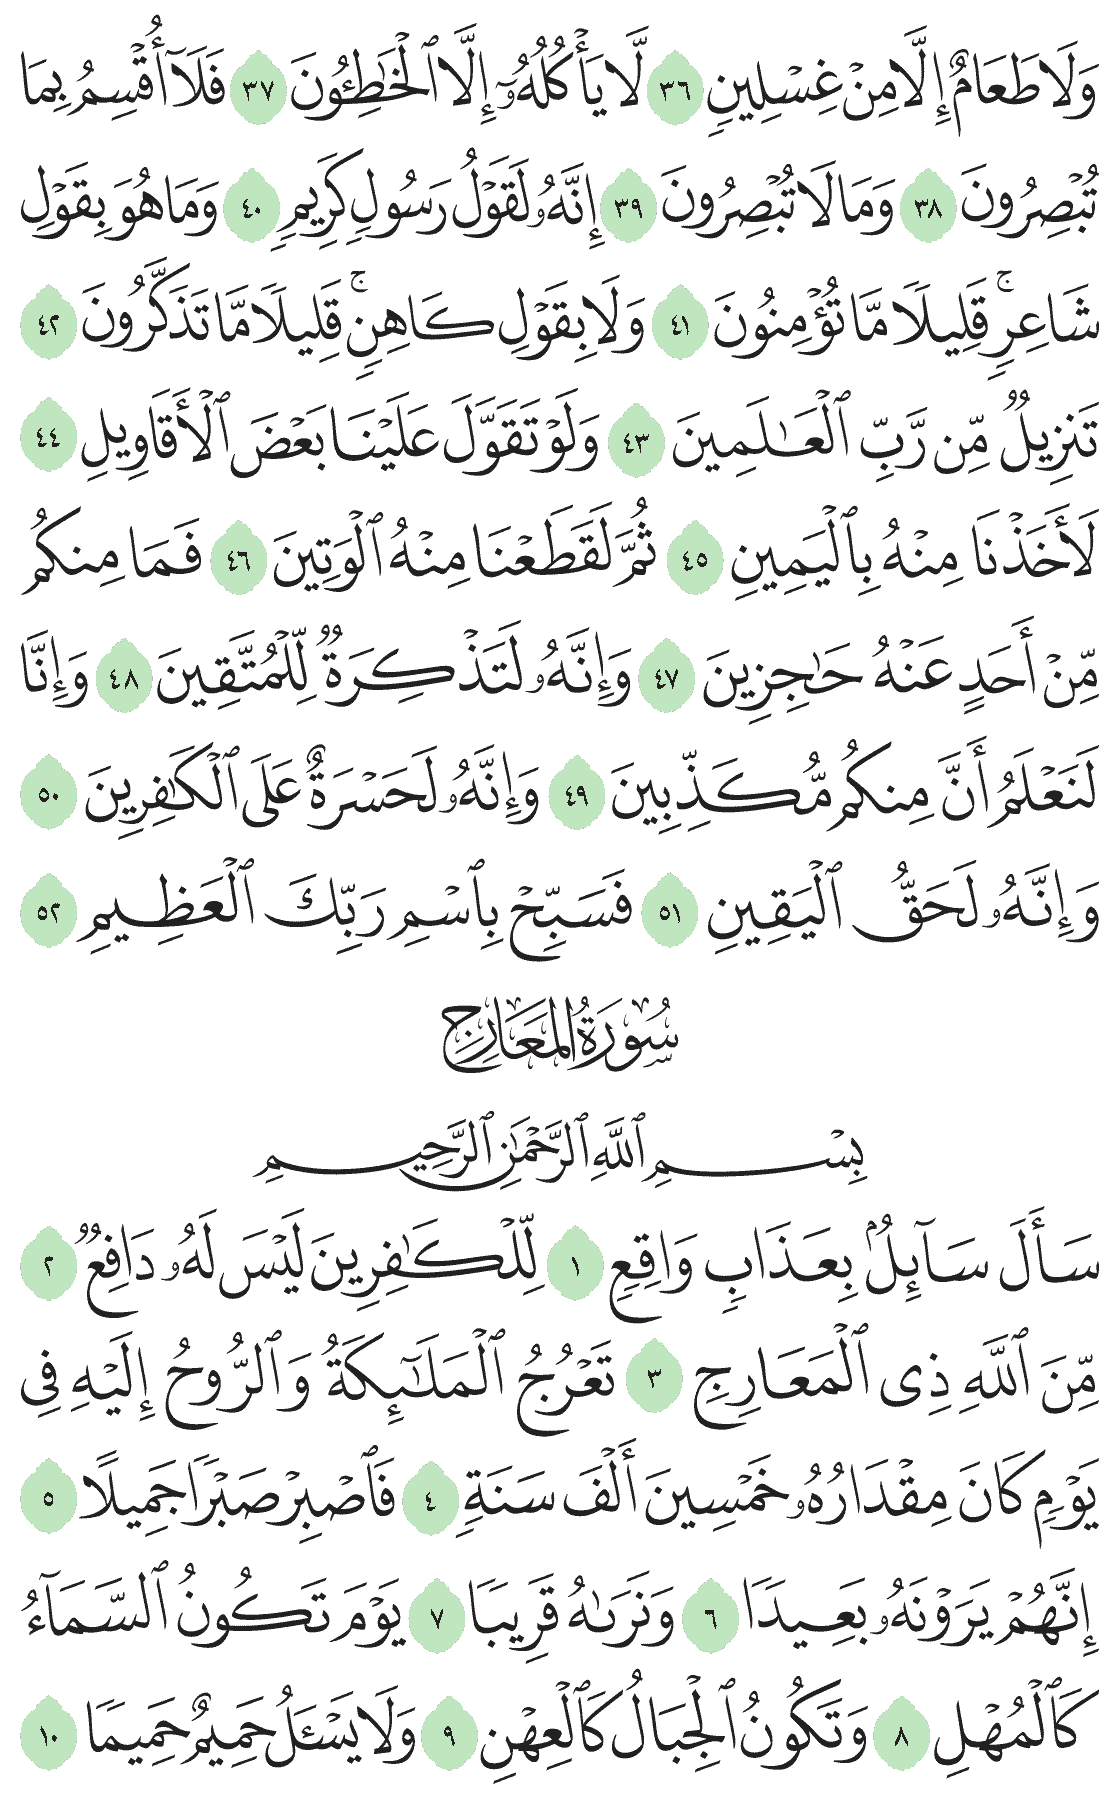 وَلَا طَعَامٌ إِلَّا مِنْ غِسْلِينٍ ٣٦ لَّا يَأْكُلُهُۥٓ إِلَّا ٱلْخَٰطِـُٔونَ ٣٧ فَلَآ أُقْسِمُ بِمَا
تُبْصِرُونَ ٣٨ وَمَا لَا تُبْصِرُونَ ٣٩ إِنَّهُۥ لَقَوْلُ رَسُولٍ كَرِيمٍ ٤٠ وَمَا هُوَ بِقَوْلِ
شَاعِرٍ ۚ قَلِيلًا مَّا تُؤْمِنُونَ ٤١ وَلَا بِقَوْلِ كَاهِنٍ ۚ قَلِيلًا مَّا تَذَكَّرُونَ ٤٢
تَنزِيلٌ مِّن رَّبِّ ٱلْعَٰلَمِينَ ٤٣ وَلَوْ تَقَوَّلَ عَلَيْنَا بَعْضَ ٱلْأَقَاوِيلِ ٤٤
لَأَخَذْنَا مِنْهُ بِٱلْيَمِينِ ٤٥ ثُمَّ لَقَطَعْنَا مِنْهُ ٱلْوَتِينَ ٤٦ فَمَا مِنكُم
مِّنْ أَحَدٍ عَنْهُ حَٰجِزِينَ ٤٧ وَإِنَّهُۥ لَتَذْكِرَةٌ لِّلْمُتَّقِينَ ٤٨ وَإِنَّا
لَنَعْلَمُ أَنَّ مِنكُم مُّكَذِّبِينَ ٤٩ وَإِنَّهُۥ لَحَسْرَةٌ عَلَى ٱلْكَٰفِرِينَ ٥٠
وَإِنَّهُۥ لَحَقُّ ٱلْيَقِينِ ٥١ فَسَبِّحْ بِٱسْمِ رَبِّكَ ٱلْعَظِيمِ ٥٢
سُورَةُ المَعَارِجِ
بِسْمِ ٱللَّهِ ٱلرَّحْمَٰنِ ٱلرَّحِيمِ
سَأَلَ سَآئِلٌۢ بِعَذَابٍ وَاقِعٍ ١ لِّلْكَٰفِرِينَ لَيْسَ لَهُۥ دَافِعٌ ٢
مِّنَ ٱللَّهِ ذِى ٱلْمَعَارِجِ ٣ تَعْرُجُ ٱلْمَلَٰٓئِكَةُ وَٱلرُّوحُ إِلَيْهِ فِى
يَوْمٍ كَانَ مِقْدَارُهُۥ خَمْسِينَ أَلْفَ سَنَةٍ ٤ فَٱصْبِرْ صَبْرًا جَمِيلًا ٥
إِنَّهُمْ يَرَوْنَهُۥ بَعِيدًا ٦ وَنَرَىٰهُ قَرِيبًا ٧ يَوْمَ تَكُونُ ٱلسَّمَآءُ
كَٱلْمُهْلِ ٨ وَتَكُونُ ٱلْجِبَالُ كَٱلْعِهْنِ ٩ وَلَا يَسْـَٔلُ حَمِيمٌ حَمِيمًا ١٠